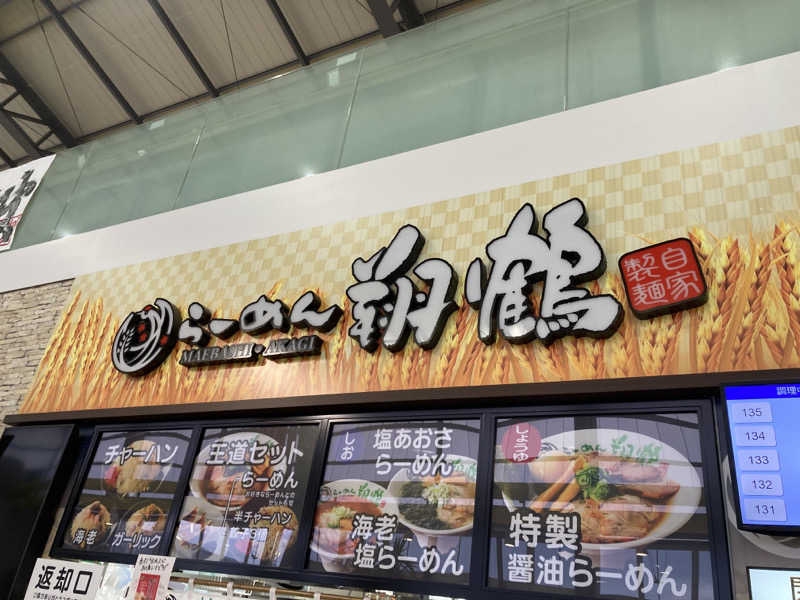 らーめん 翔鶴
MAEBASHI・AKAGI
自家
製麺
チャーハン
海老
ガーリック
王道セット
らーめん
半チャーハン
餃子3個
しお
塩あおさ
らーめん
海老
塩らーめん
しょうゆ
特製
醤油らーめん
135
134
133
132
131
返却口